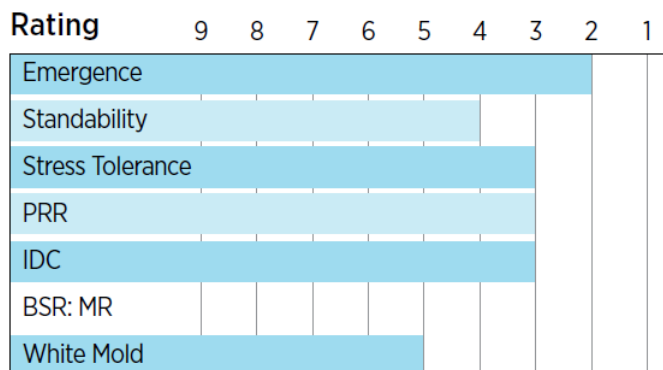 Rating 9 8 7 6 5 4 3 2 1
Emergence
Standability
Stress Tolerance
PRR
IDC
BSR: MR
White Mold